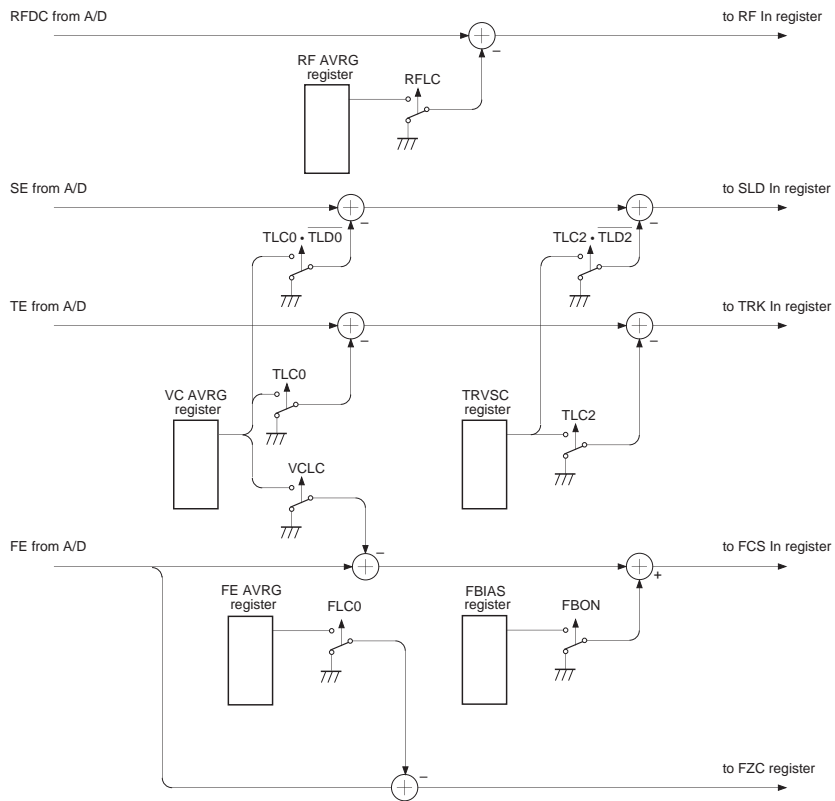 RFDC from A/D
to RF In register
−
RF AVRG
register
RFLC
SE from A/D
to SLD In register
−
−
TLC0 • TLD0
TLC2 • TLD2
TE from A/D
to TRK In register
−
−
TLC0
VC AVRG
register
TRVSC
register
TLC2
VCLC
−
FE from A/D
to FCS In register
+
FE AVRG
register
FLC0
FBIAS
register
FBON
to FZC register
−